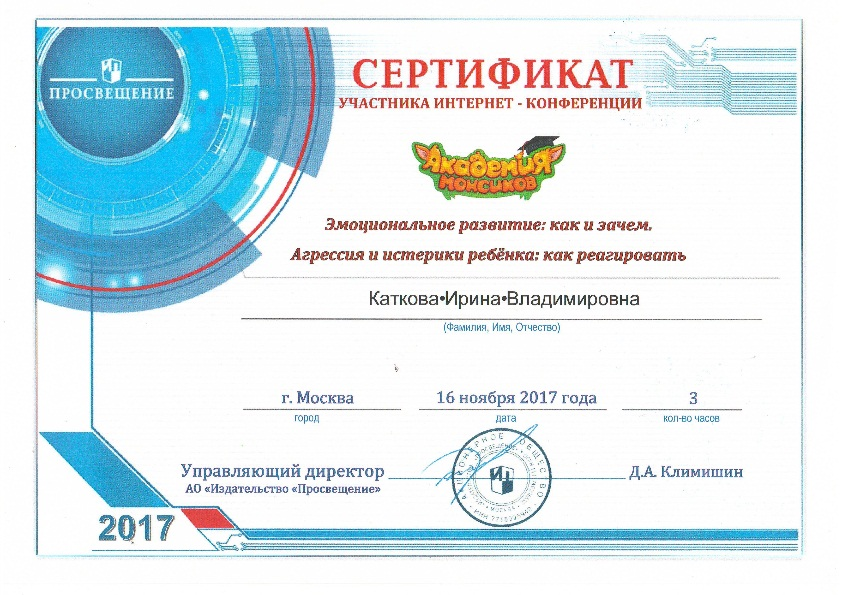 ПРОСВЕЩЕНИЕ
СЕРТИФИКАТ
УЧАСТНИКА ИНТЕРНЕТ - КОНФЕРЕНЦИИ
Академия
монсиков
Эмоциональное развитие: как и зачем.
Агрессия и истерики ребёнка: как реагировать
Каткова•Ирина•Владимировна
(Фамилия, Имя, Отчество)
г. Москва 16 ноября 2017 года 3
город дата кол-во часов
Управляющий директор Д.А. Климишин
АО «Издательство «Просвещение»
АКЦИОНЕРНОЕ ОБЩЕСТВО
2017